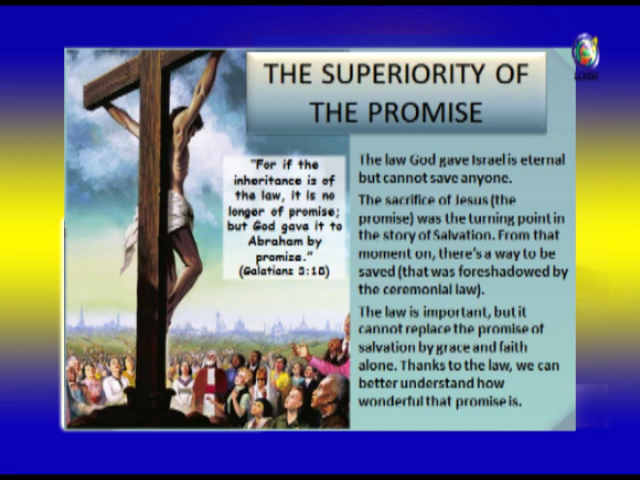 THE SUPERIORITY OF
THE PROMISE
"For if the
inheritance is of
the law, it is no
longer of promise;
but God gave it to
Abraham by
promise."
(Galatians 3:18)
The law God gave Israel is eternal
but cannot save anyone.
The sacrifice of Jesus (the
promise) was the turning point in
the story of Salvation. From that
moment on, there's a way to be
saved (that was foreshadowed by
the ceremonial law).
The law is important, but it
cannot replace the promise of
salvation by grace and faith
alone. Thanks to the law, we can
better understand how
wonderful that promise is.